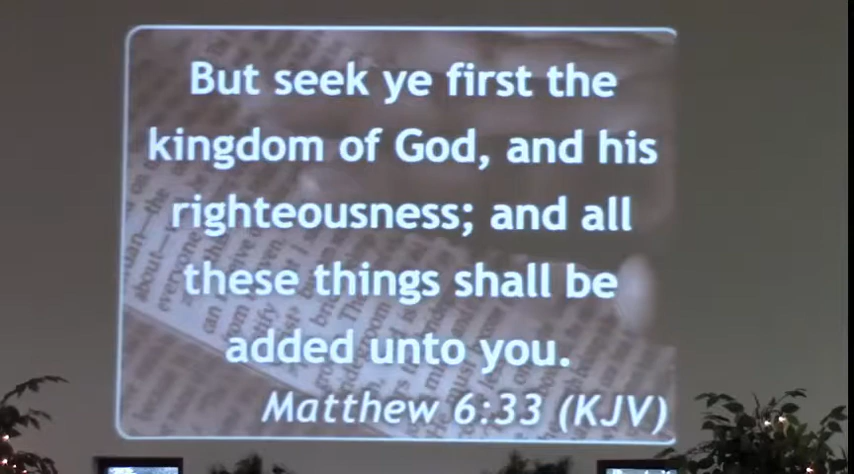 But seek ye first the
kingdom of God, and his
righteousness; and all
these things shall be
added unto you.
Matthew 6:33 (KJV)